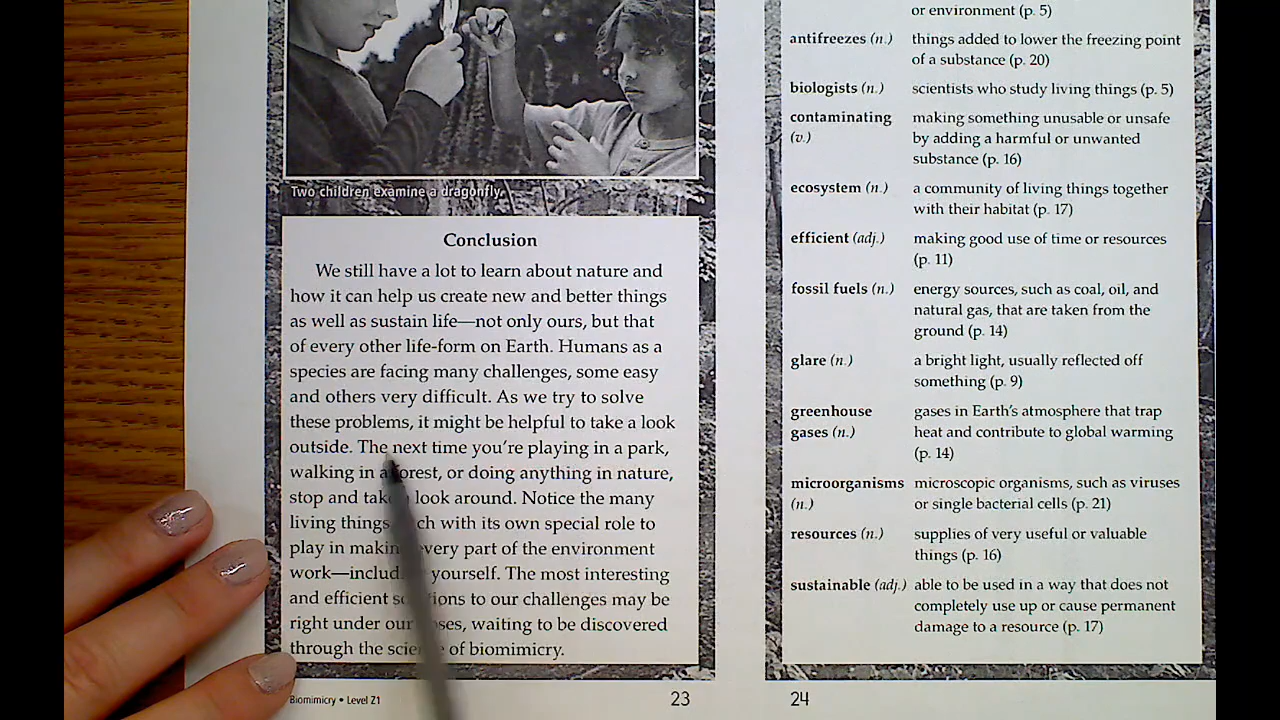 Two children examine a dragonfly.
Conclusion
We still have a lot to learn about nature and
how it can help us create new and better things
as well as sustain life—not only ours, but that
of every other life-form on Earth. Humans as a
species are facing many challenges, some easy
and others very difficult. As we try to solve
these problems, it might be helpful to take a look
outside. The next time you're playing in a park,
walking in a forest, or doing anything in nature,
stop and take look around. Notice the many
living things with its own special role to
play in making every part of the environment
work— yourself. The most interesting
and efficient to our challenges may be
right under our noses, waiting to be discovered
through the science of biomimicry.
Biomimicry • Level Z1
23
or environment (p. 5)
antifreezes (n.) things added to lower the freezing point
of a substance (p. 20)
biologists (n.) scientists who study living things (p. 5)
contaminating making something unusable or unsafe
(v.) by adding a harmful or unwanted
substance (p. 16)
ecosystem (n.) a community of living things together
with their habitat (p. 17)
efficient (adj.) making good use of time or resources
(p. 11)
fossil fuels (n.) energy sources, such as coal, oil, and
natural gas, that are taken from the
ground (p. 14)
glare (n.) a bright light, usually reflected off
something (p. 9)
greenhouse gases in Earth's atmosphere that trap
gases (n.) heat and contribute to global warming
(p. 14)
microorganisms microscopic organisms, such as viruses
(n.) or single bacterial cells (p. 21)
resources (n.) supplies of very useful or valuable
things (p. 16)
sustainable (adj.) able to be used in a way that does not
completely use up or cause permanent
damage to a resource (p. 17)
24